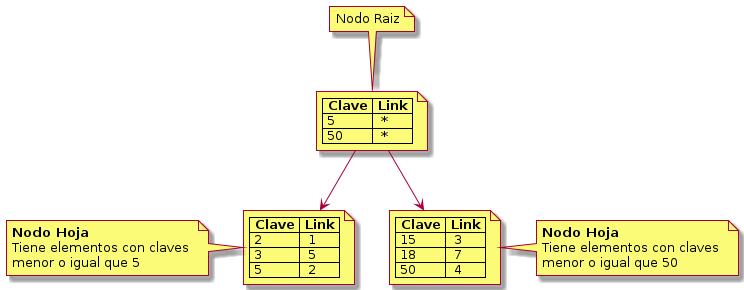 Nodo Raiz
Clave Link
5 *
50 *
Nodo Hoja
Tiene elementos con claves
menor o igual que 5
Clave Link
2 1
3 5
5 2
Clave Link
15 3
18 7
50 4
Nodo Hoja
Tiene elementos con claves
menor o igual que 50